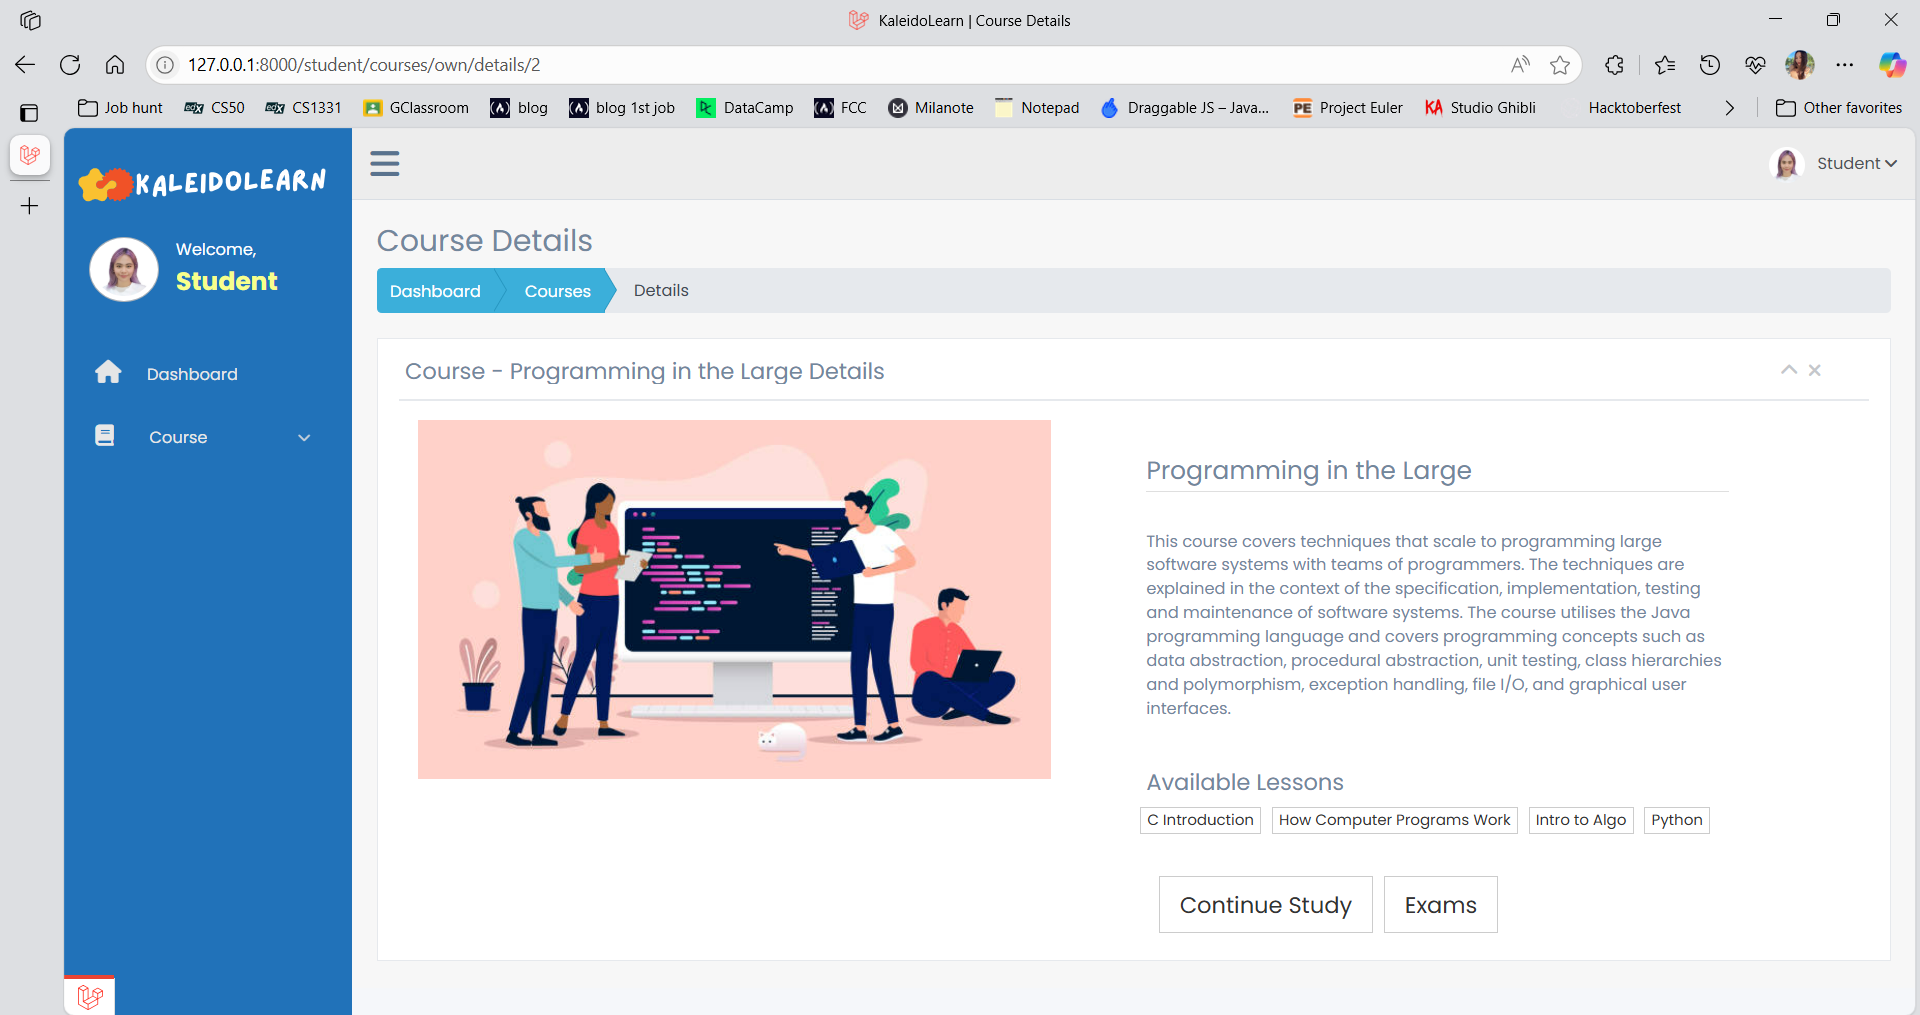 KaleidoLearn | Course Details
127.0.0.1:8000/student/courses/own/details/2
Job hunt
CS50
CS1331
GClassroom
blog
blog 1st job
DataCamp
FCC
Milanote
Notepad
Draggable JS – Java...
Project Euler
Studio Ghibli
Hacktoberfest
Other favorites
KALEIDOLEARN
Student
Welcome,
Student
Dashboard
Course
Course Details
Dashboard
Courses
Details
Course - Programming in the Large Details
Programming in the Large
This course covers techniques that scale to programming large
software systems with teams of programmers. The techniques are
explained in the context of the specification, implementation, testing
and maintenance of software systems. The course utilises the Java
programming language and covers programming concepts such as
data abstraction, procedural abstraction, unit testing, class hierarchies
and polymorphism, exception handling, file I/O, and graphical user
interfaces.
Available Lessons
C Introduction
How Computer Programs Work
Intro to Algo
Python
Continue Study
Exams